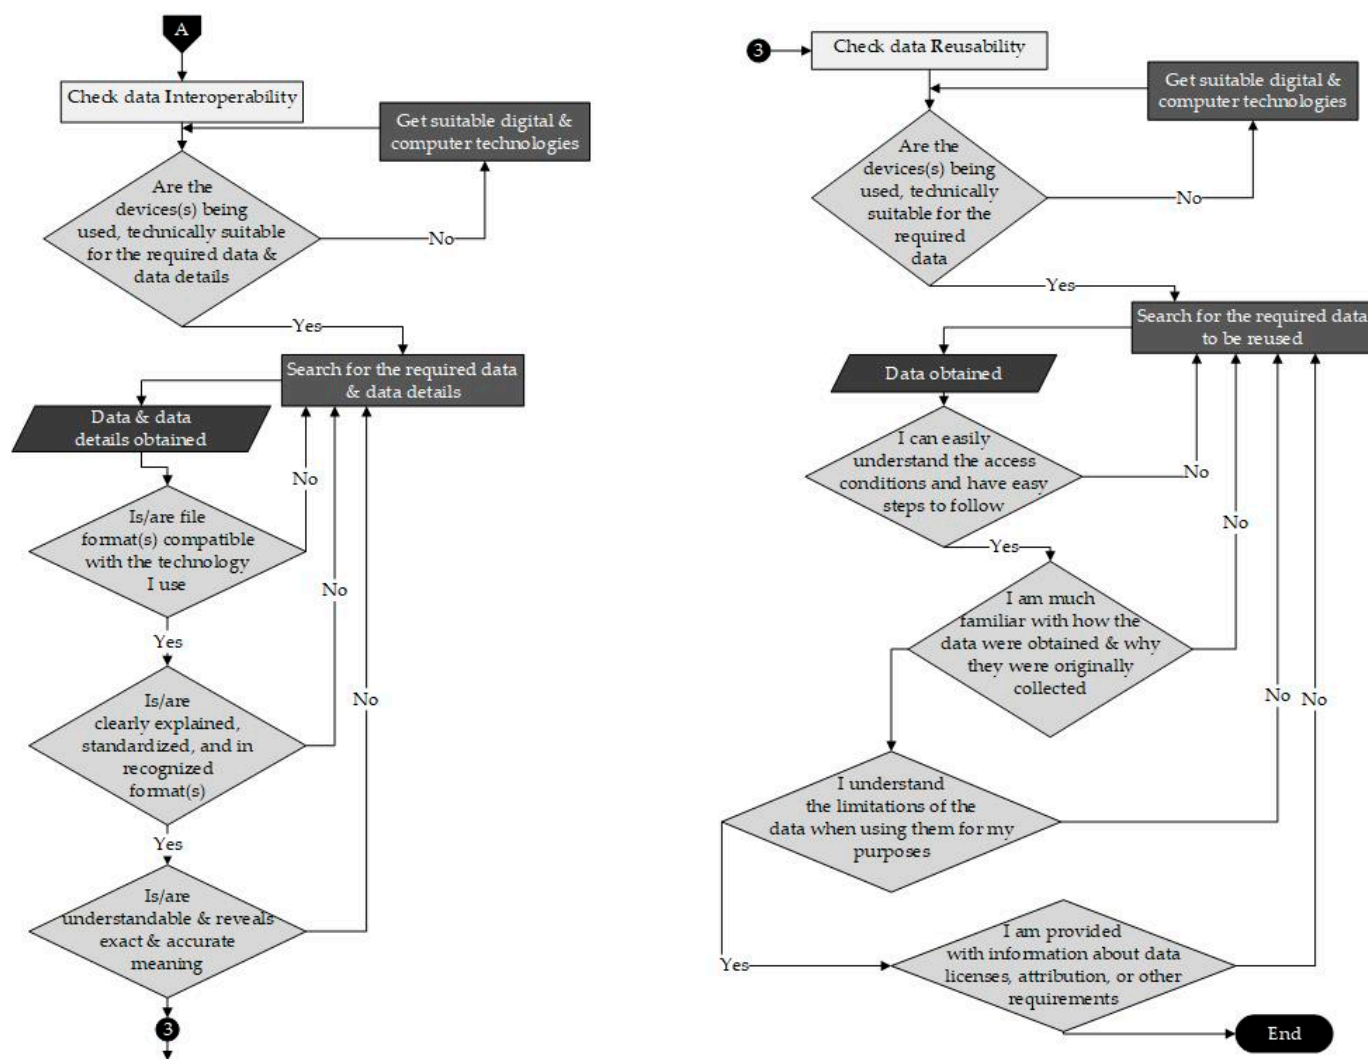 A
Check data Interoperability
Get suitable digital &
computer technologies
Are the
devices(s) being
used, technically suitable
for the required data &
data details
No
Yes
Search for the required data
& data details
Data & data
details obtained
No
Is/are file
format(s) compatible
with the technology
I use
No
Yes
Is/are
clearly explained,
standardized, and in
recognized
format(s)
No
Yes
Is/are
understandable & reveals
exact & accurate
meaning
3
3
Check data Reusability
Get suitable digital &
computer technologies
Are the
devices(s) being
used, technically
suitable for the
required
data
No
Yes
Search for the required data
to be reused
Data obtained
I can easily
understand the access
conditions and have easy
steps to follow
No
No
Yes
I am much
familiar with how the
data were obtained & why
they were originally
collected
No
No
I understand
the limitations of the
data when using them for my
purposes
Yes
I am provided
with information about data
licenses, attribution, or other
requirements
End